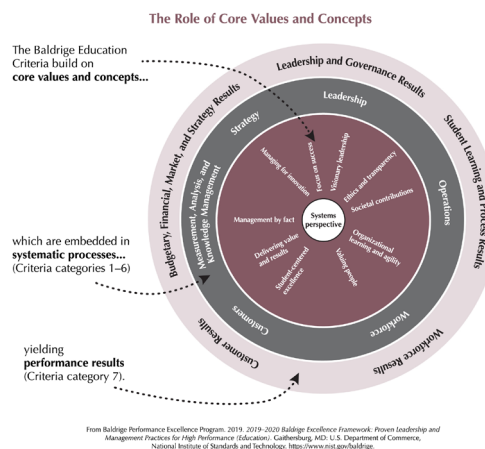 The Role of Core Values and Concepts
The Baldrige Education
Criteria build on
core values and concepts...
which are embedded in
systematic processes...
(Criteria categories 1–6)
yielding
performance results
(Criteria category 7).
Leadership and Governance Results
Student Learning and Process Results
Workforce Results
Customer Results
Budgetary, Financial, Market, and Strategy Results
Leadership
Operations
Workforce
Customers
Measurement, Analysis, and
Knowledge Management
Strategy
Systems
perspective
Visionary leadership
Ethics and transparency
Societal contributions
Organizational
learning and agility
Valuing people
Student-centered
excellence
Delivering value
and results
Management by fact
Managing for innovation
Focus on success
From Baldrige Performance Excellence Program. 2019. 2019–2020 Baldrige Excellence Framework: Proven Leadership and
Management Practices for High Performance (Education). Gaithersburg, MD: U.S. Department of Commerce,
National Institute of Standards and Technology. https://www.nist.gov/baldrige.